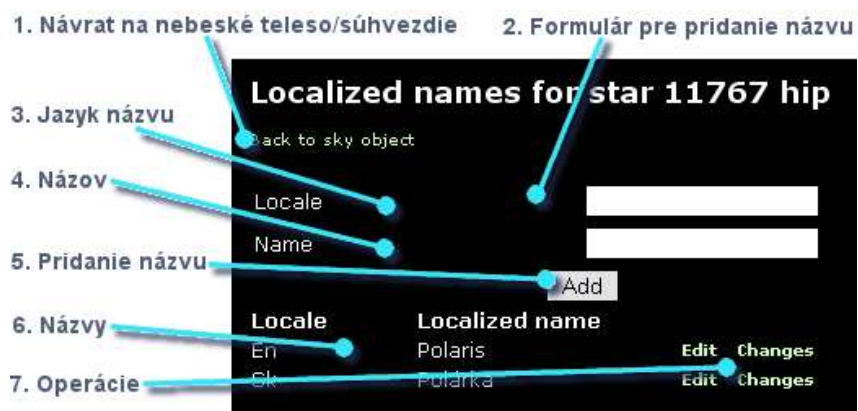 1. Návrat na nebeské teleso/súhvezdie
2. Formulár pre pridanie názvu
Localized names for star 11767 hip
3. Jazyk názvu
Back to sky object
4. Názov
Locale
Name
5. Pridanie názvu
Add
Locale Localized name
6. Názvy
En Polaris Edit Changes
7. Operácie
Sk Polárka Edit Changes